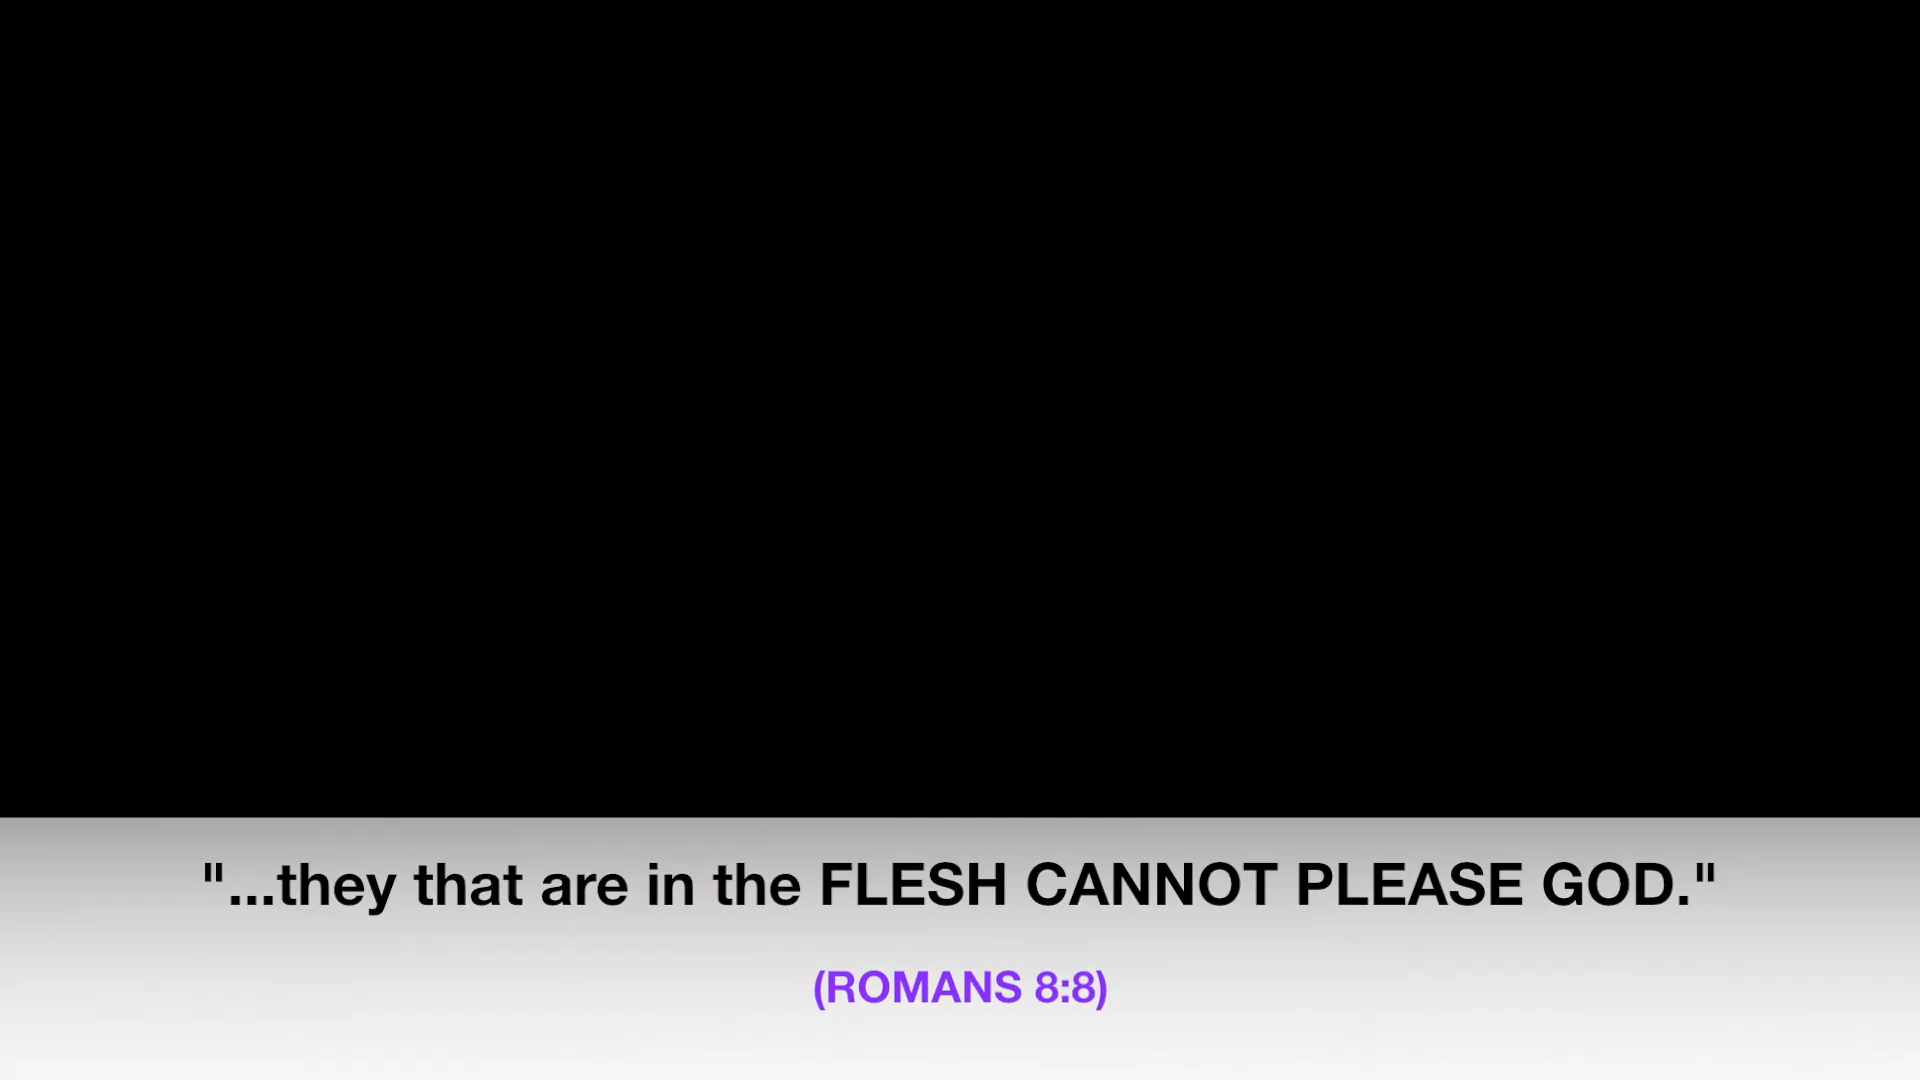 "...they that are in the FLESH CANNOT PLEASE GOD."
(ROMANS 8:8)